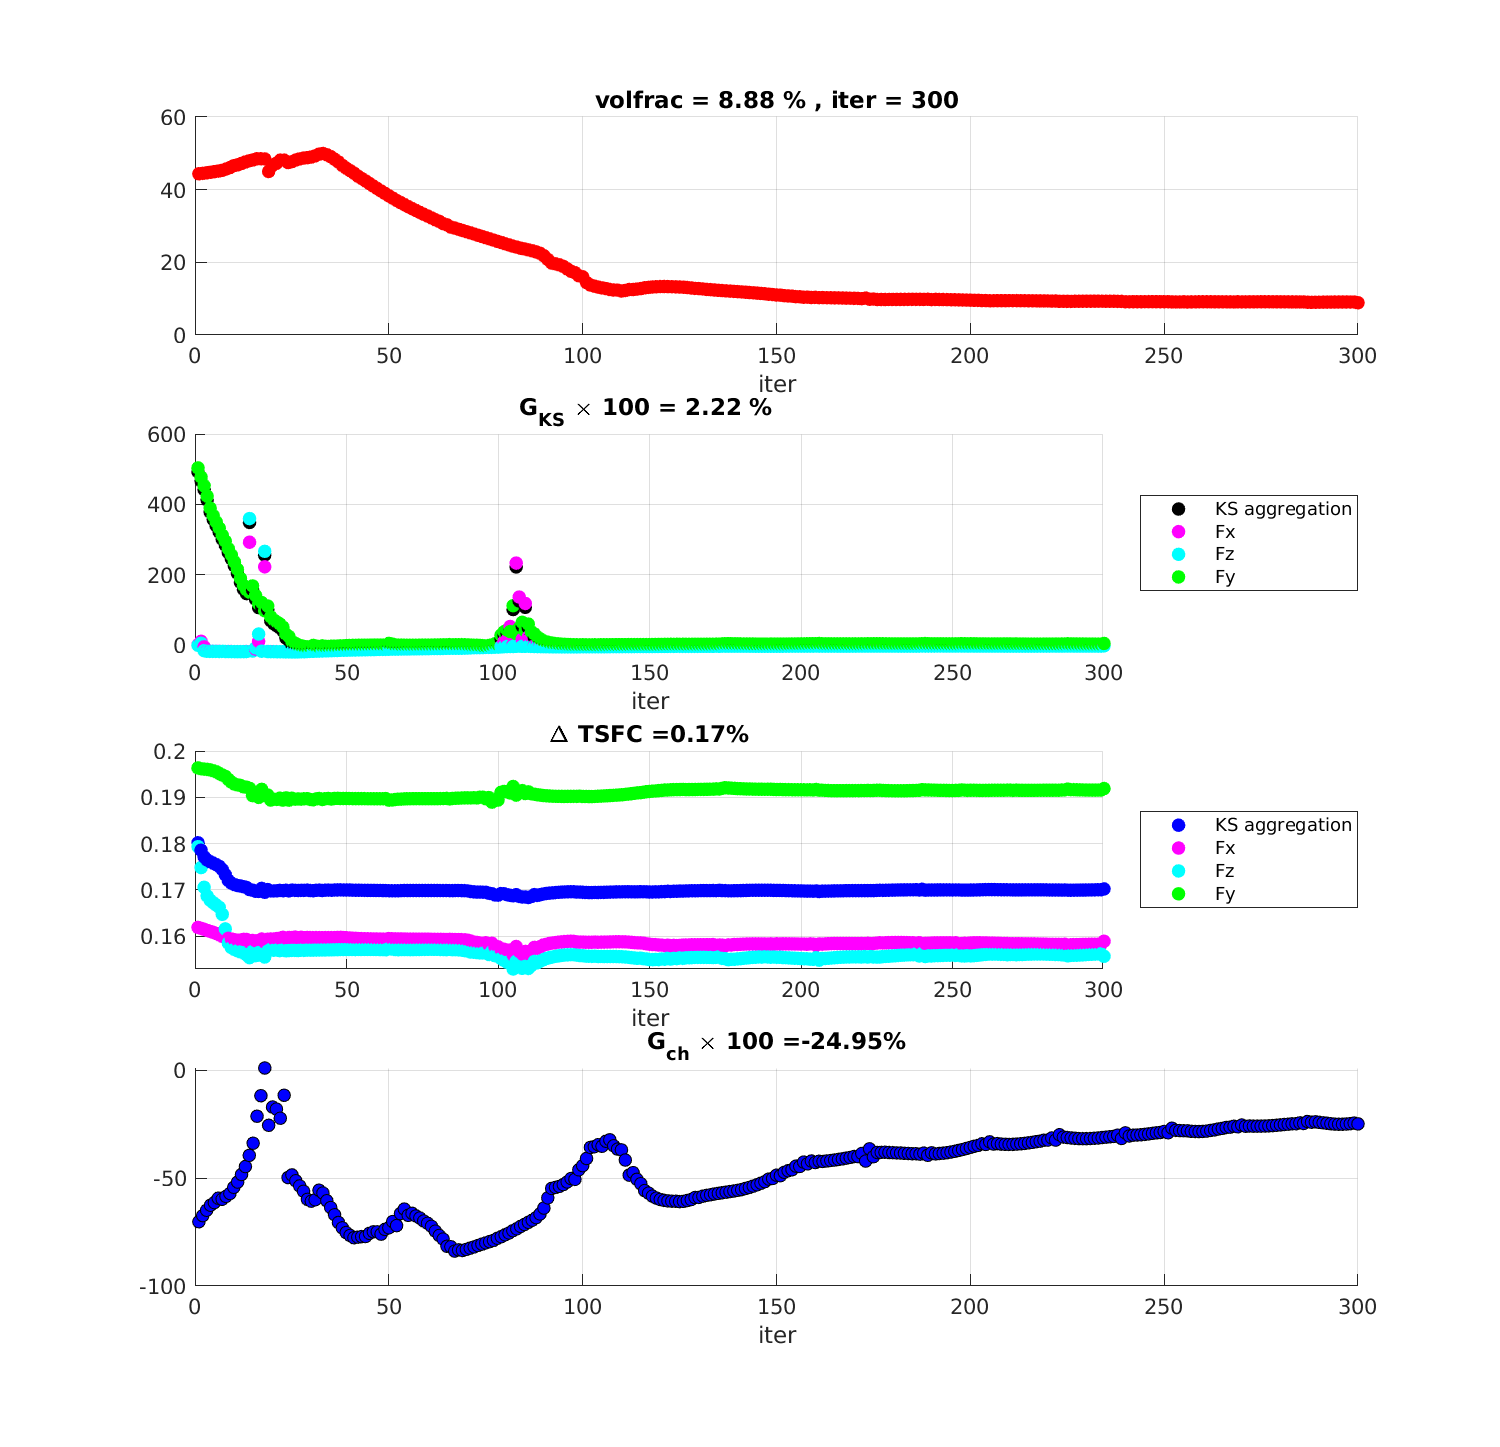 volfrac = 8.88 % , iter = 300
60
40
20
0
0 50 100 150 200 250 300
iter
G_KS × 100 = 2.22 %
600
400
200
0
0 50 100 150 200 250 300
iter
KS aggregation
Fx
Fz
Fy
Δ TSFC =0.17%
0.2
0.19
0.18
0.17
0.16
0 50 100 150 200 250 300
iter
KS aggregation
Fx
Fz
Fy
G_ch × 100 =-24.95%
0
-50
-100
0 50 100 150 200 250 300
iter